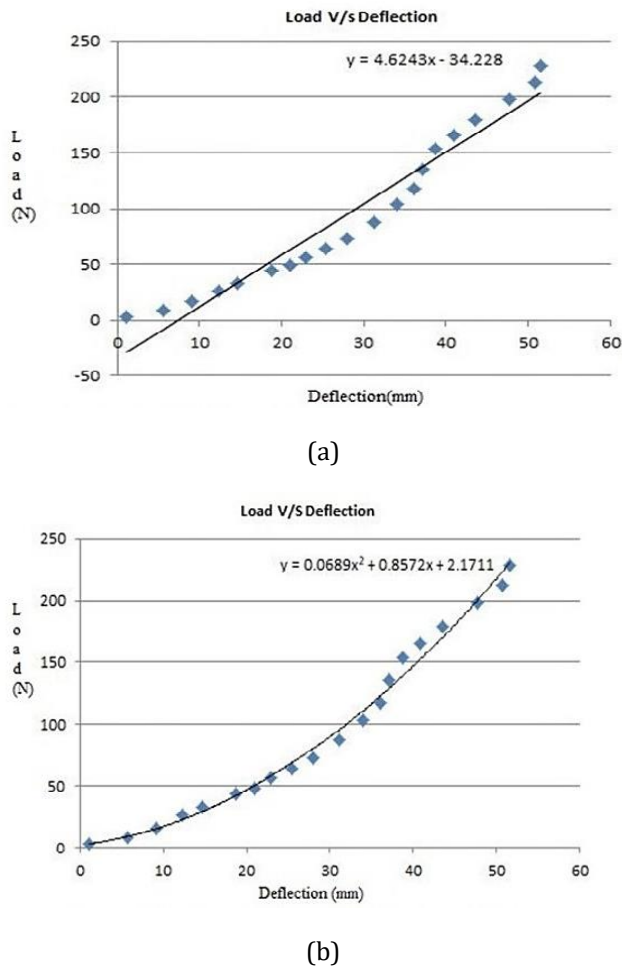 Load V/s Deflection
y = 4.6243x - 34.228
250
200
150
100
50
0
-50
L
o
a
d
(N)
0 10 20 30 40 50 60
Deflection(mm)
(a)
Load V/S Deflection
y = 0.0689x² + 0.8572x + 2.1711
250
200
150
100
50
0
L
o
a
d
(N)
0 10 20 30 40 50 60
Deflection (mm)
(b)